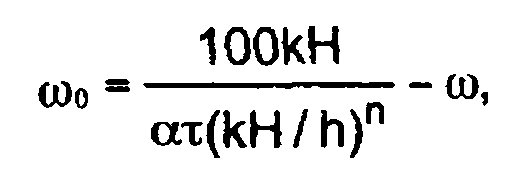 ω₀ = 100kH / ατ(kH / h)ⁿ - ω,